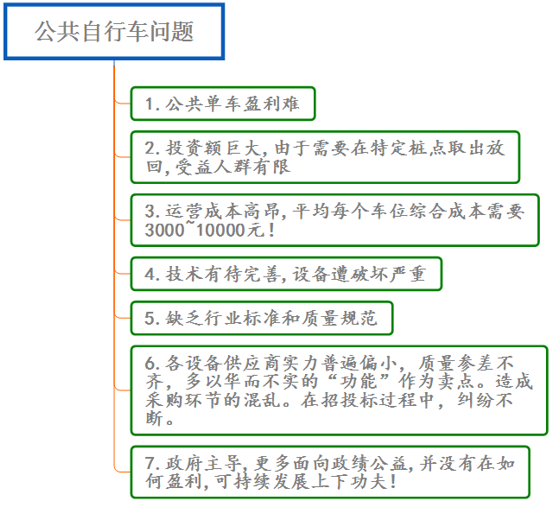 公共自行车问题
1.公共单车盈利难
2.投资额巨大,由于需要在特定桩点取出放
回,受益人群有限
3.运营成本高昂,平均每个车位综合成本需要
3000~10000元!
4.技术有待完善,设备遭破坏严重
5.缺乏行业标准和质量规范
6.各设备供应商实力普遍偏小，质量参差不
齐，多以华而不实的“功能”作为卖点。造成
采购环节的混乱。在招投标过程中，纠纷不
断。
7.政府主导,更多面向政绩公益,并没有在如
何盈利,可持续发展上下功夫!